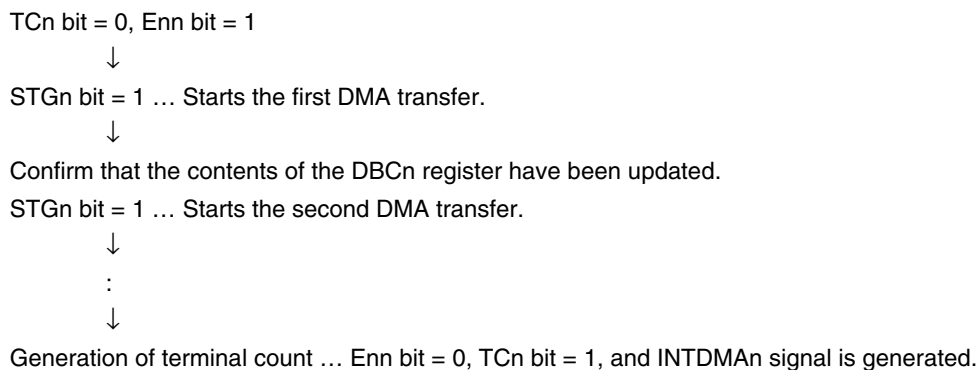 TCn bit = 0, Enn bit = 1
↓
STGn bit = 1 … Starts the first DMA transfer.
↓
Confirm that the contents of the DBCn register have been updated.
STGn bit = 1 … Starts the second DMA transfer.
↓
:
↓
Generation of terminal count … Enn bit = 0, TCn bit = 1, and INTDMAn signal is generated.